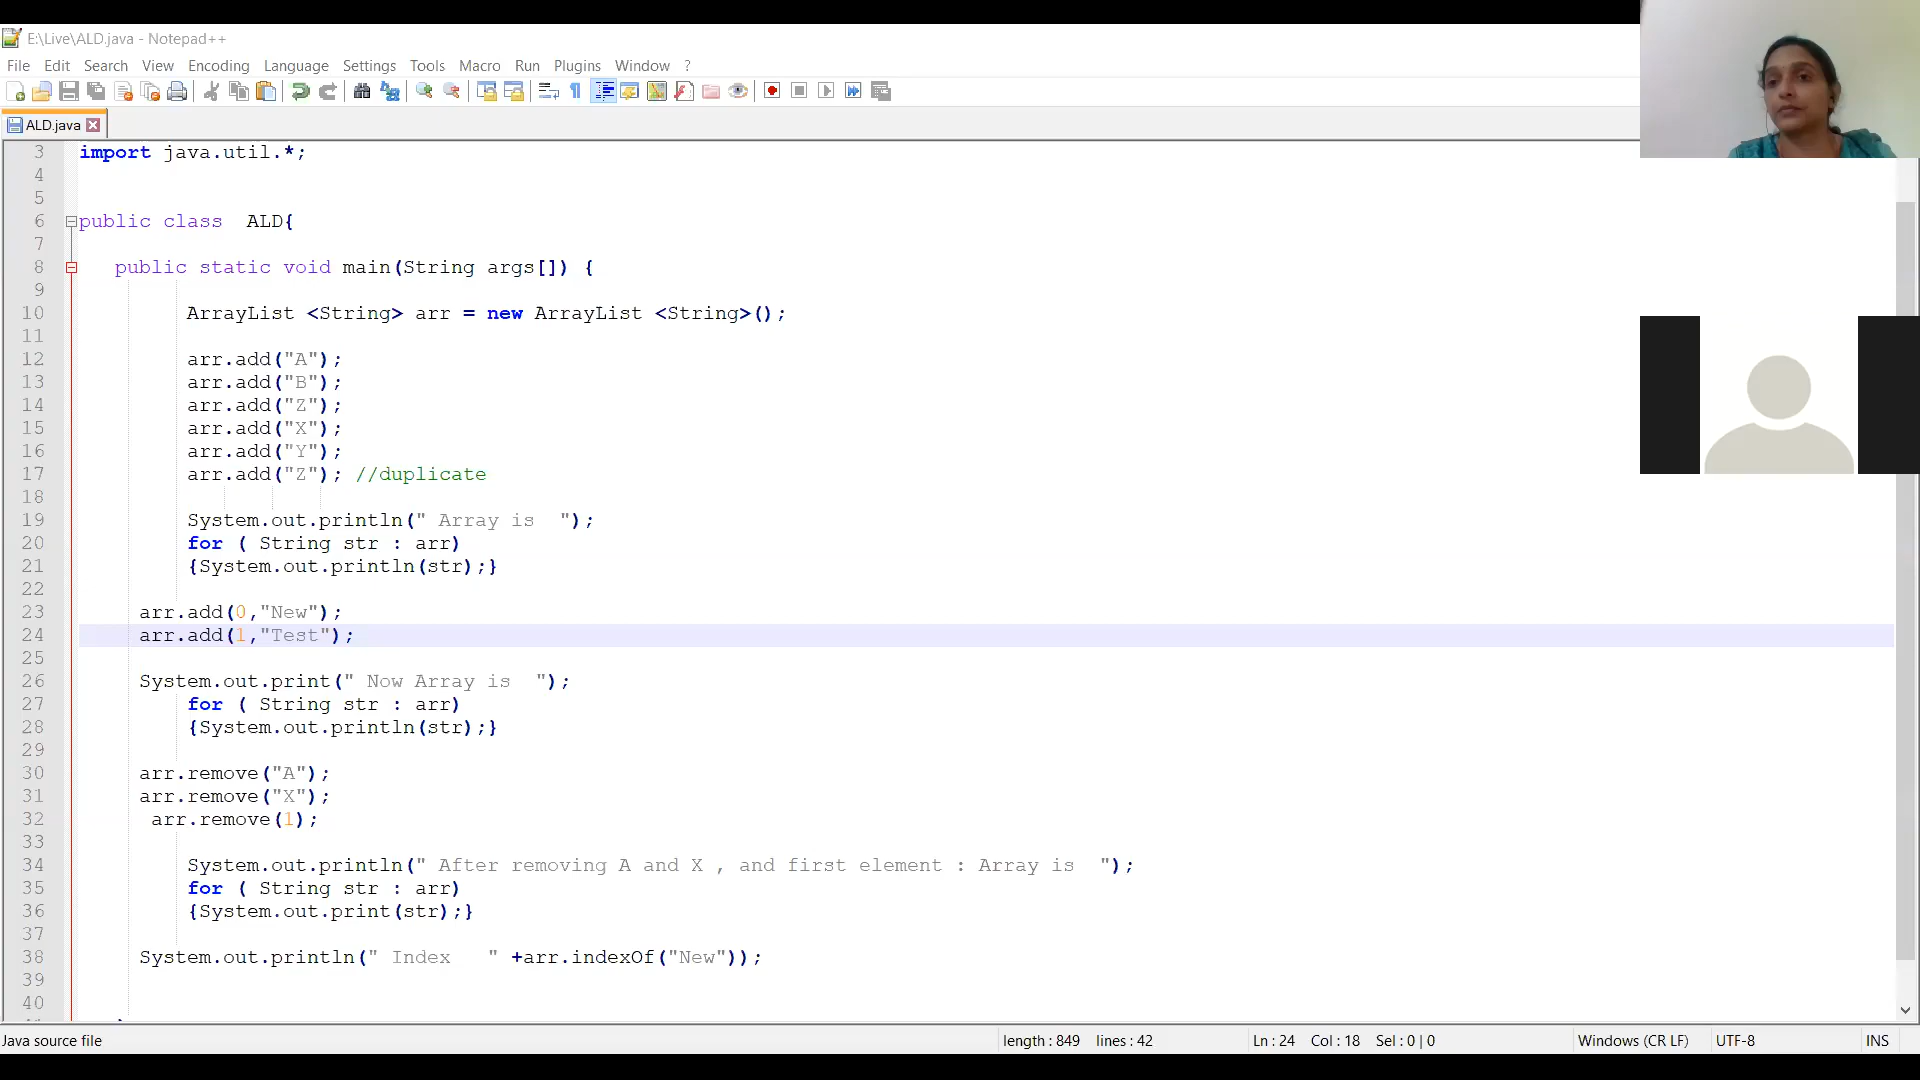 E:\Live\ALD.java - Notepad++
File Edit Search View Encoding Language Settings Tools Macro Run Plugins Window ?
ALD.java
3 import java.util.*;
4
5
6 public class  ALD{
7
8 public static void main(String args[]) {
9
10 ArrayList <String> arr = new ArrayList <String>();
11
12 arr.add("A");
13 arr.add("B");
14 arr.add("Z");
15 arr.add("X");
16 arr.add("Y");
17 arr.add("Z"); //duplicate
18
19 System.out.println(" Array is  ");
20 for ( String str : arr)
21 {System.out.println(str);}
22
23 arr.add(0,"New");
24 arr.add(1,"Test");
25
26 System.out.print(" Now Array is  ");
27 for ( String str : arr)
28 {System.out.println(str);}
29
30 arr.remove("A");
31 arr.remove("X");
32 arr.remove(1);
33
34 System.out.println(" After removing A and X , and first element : Array is  ");
35 for ( String str : arr)
36 {System.out.print(str);}
37
38 System.out.println(" Index   " +arr.indexOf("New"));
39
40
Java source file length : 849 lines : 42 Ln : 24 Col : 18 Sel : 0 | 0 Windows (CR LF) UTF-8 INS